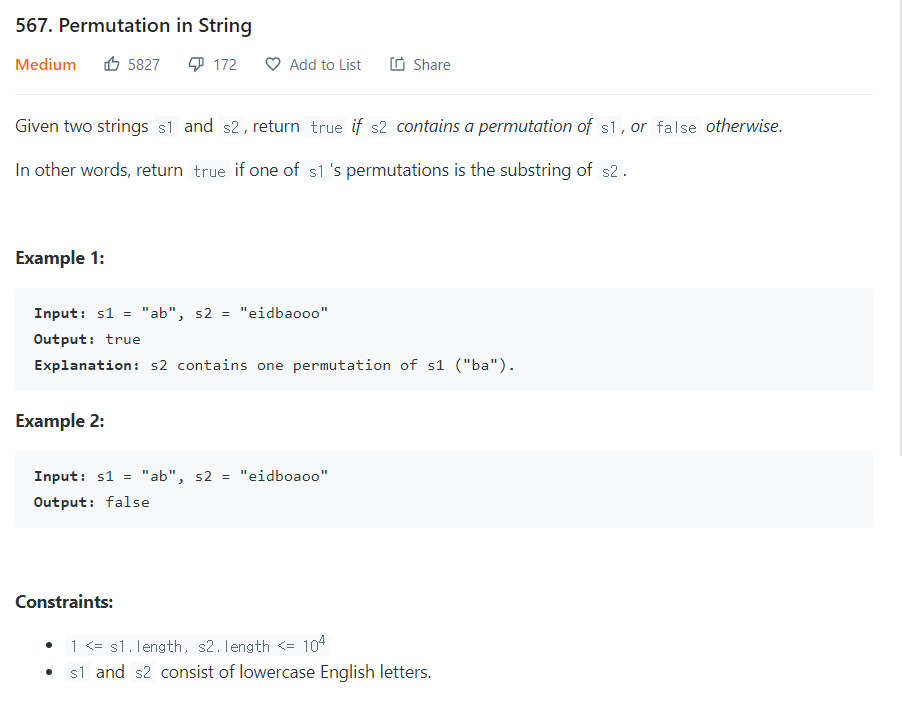 567. Permutation in String
Medium 5827 172 Add to List Share
Given two strings s1 and s2, return true if s2 contains a permutation of s1, or false otherwise.
In other words, return true if one of s1's permutations is the substring of s2.
Example 1:
Input: s1 = "ab", s2 = "eidbaooo"
Output: true
Explanation: s2 contains one permutation of s1 ("ba").
Example 2:
Input: s1 = "ab", s2 = "eidboaoo"
Output: false
Constraints:
• 1 <= s1.length, s2.length <= 10⁴
• s1 and s2 consist of lowercase English letters.